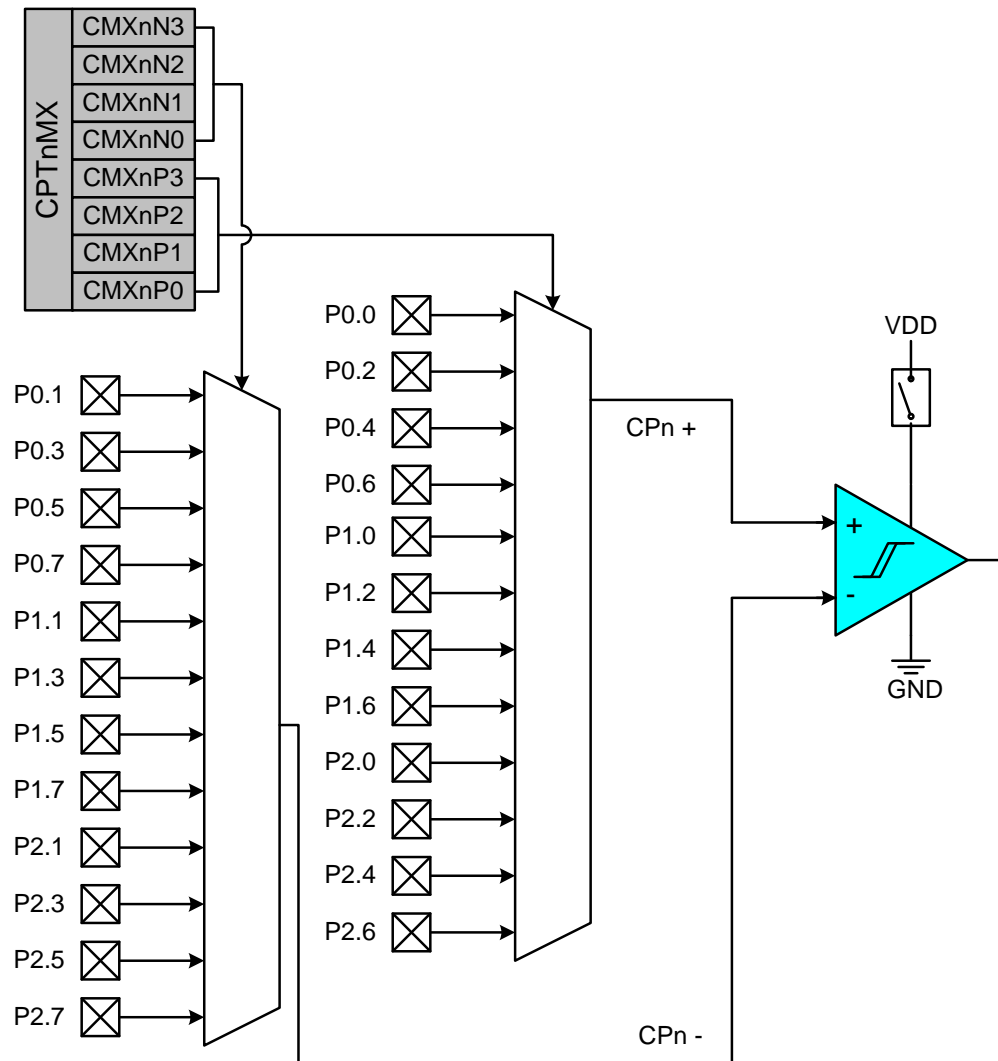 CPTnMX
CMXnN3
CMXnN2
CMXnN1
CMXnN0
CMXnP3
CMXnP2
CMXnP1
CMXnP0
P0.1
P0.3
P0.5
P0.7
P1.1
P1.3
P1.5
P1.7
P2.1
P2.3
P2.5
P2.7
P0.0
P0.2
P0.4
P0.6
P1.0
P1.2
P1.4
P1.6
P2.0
P2.2
P2.4
P2.6
CPn +
CPn -
VDD
+
-
GND